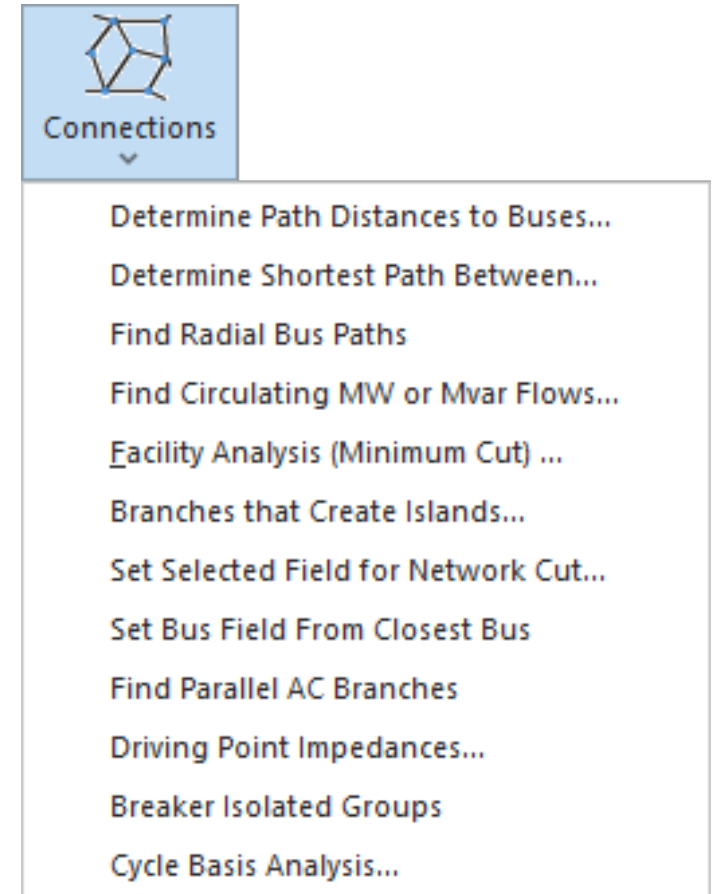 Connections
Determine Path Distances to Buses...
Determine Shortest Path Between...
Find Radial Bus Paths
Find Circulating MW or Mvar Flows...
Facility Analysis (Minimum Cut) ...
Branches that Create Islands...
Set Selected Field for Network Cut...
Set Bus Field From Closest Bus
Find Parallel AC Branches
Driving Point Impedances...
Breaker Isolated Groups
Cycle Basis Analysis...